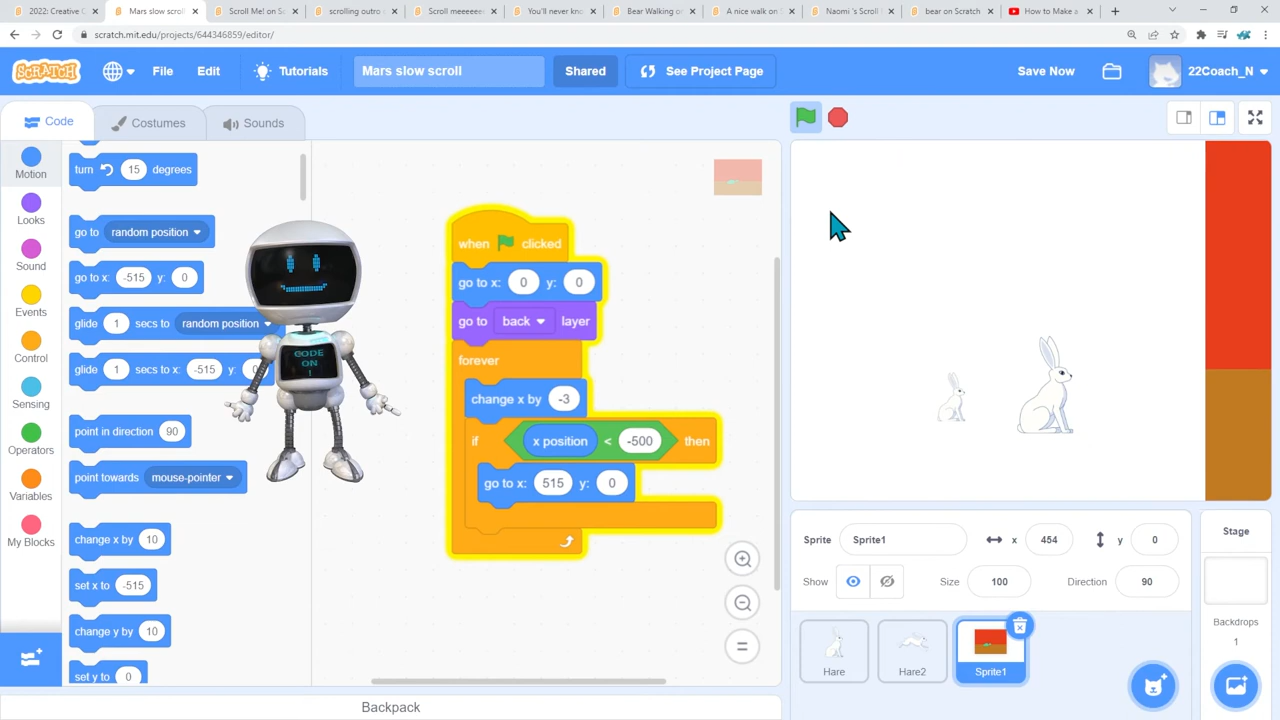 2022: Creative C
Mars slow scroll
Scroll Me! on Sc
scrolling outro c
Scroll meeeeee
You'll never kno
Bear Walking on
A nice walk on
Naomi 's Scroll
bear on Scratch
How to Make a
scratch.mit.edu/projects/644346859/editor/
SCRATCH
File
Edit
Tutorials
Mars slow scroll
Shared
See Project Page
Save Now
22Coach_N
Code
Costumes
Sounds
Motion
Looks
Sound
Events
Control
Sensing
Operators
Variables
My Blocks
turn 15 degrees
go to random position
go to x: -515 y: 0
glide 1 secs to random position
glide 1 secs to x: -515 y: 0
point in direction 90
point towards mouse-pointer
change x by 10
set x to -515
change y by 10
set y to 0
CODE
ON
!
when clicked
go to x: 0 y: 0
go to back layer
forever
change x by -3
if x position < -500 then
go to x: 515 y: 0
Backpack
Sprite Sprite1 x 454 y 0
Show Size 100 Direction 90
Hare
Hare2
Sprite1
Stage
Backdrops
1